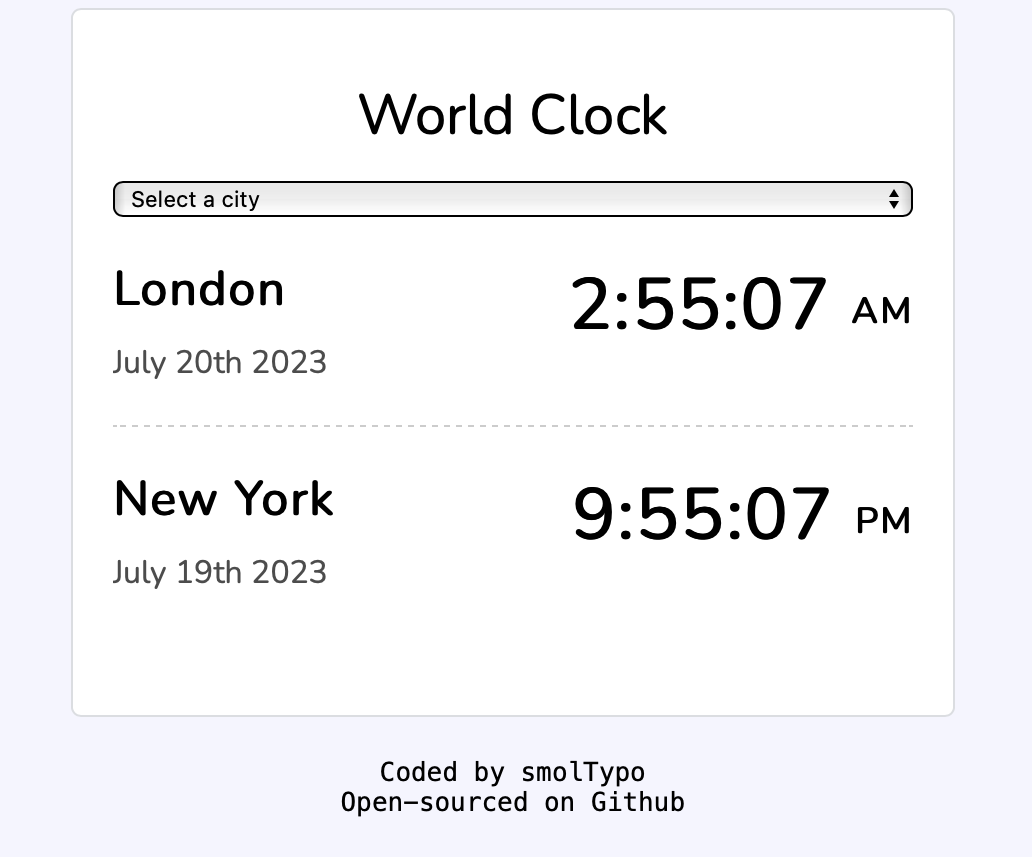 World Clock
Select a city
London 2:55:07 AM
July 20th 2023
New York 9:55:07 PM
July 19th 2023
Coded by smolTypo
Open-sourced on Github